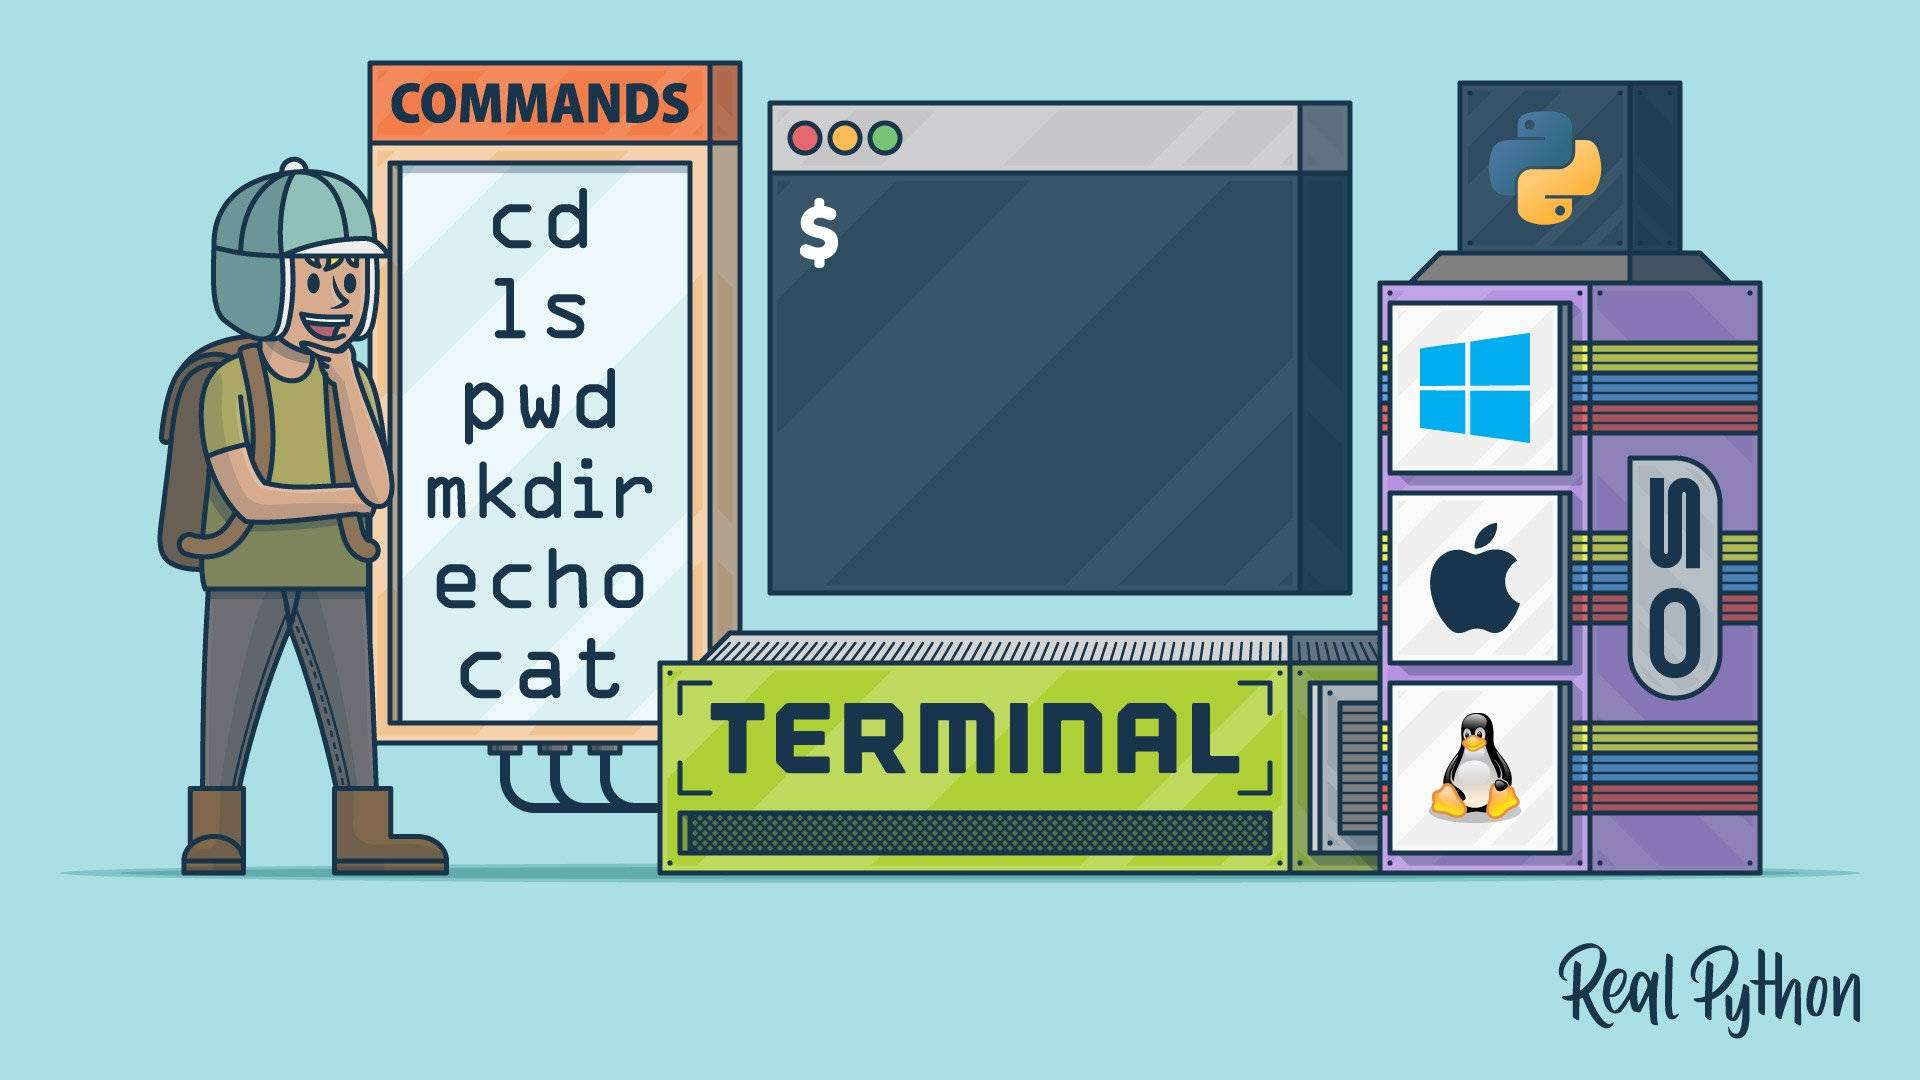 COMMANDS
cd
ls
pwd
mkdir
echo
cat
$
TERMINAL
OS
Real Python